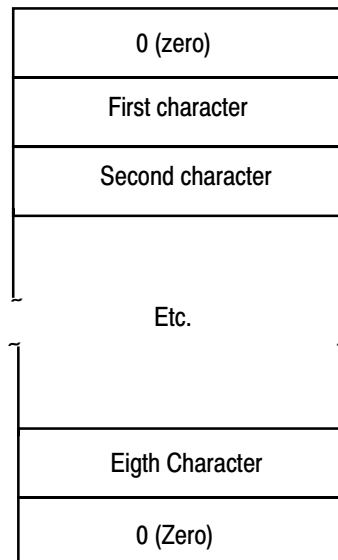 0 (zero)
First character
Second character
Etc.
Eigth Character
0 (Zero)